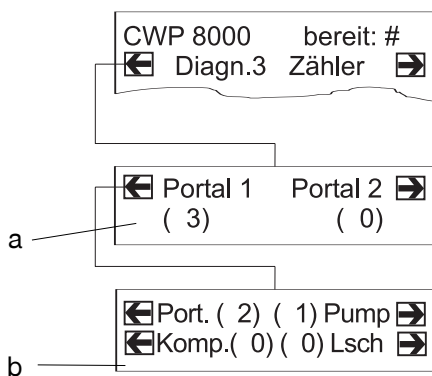 CWP 8000 bereit: #
Diagn.3 Zähler
Portal 1 Portal 2
( 3) ( 0)
a
Port. ( 2) ( 1) Pump
Komp.( 0) ( 0) Lsch
b